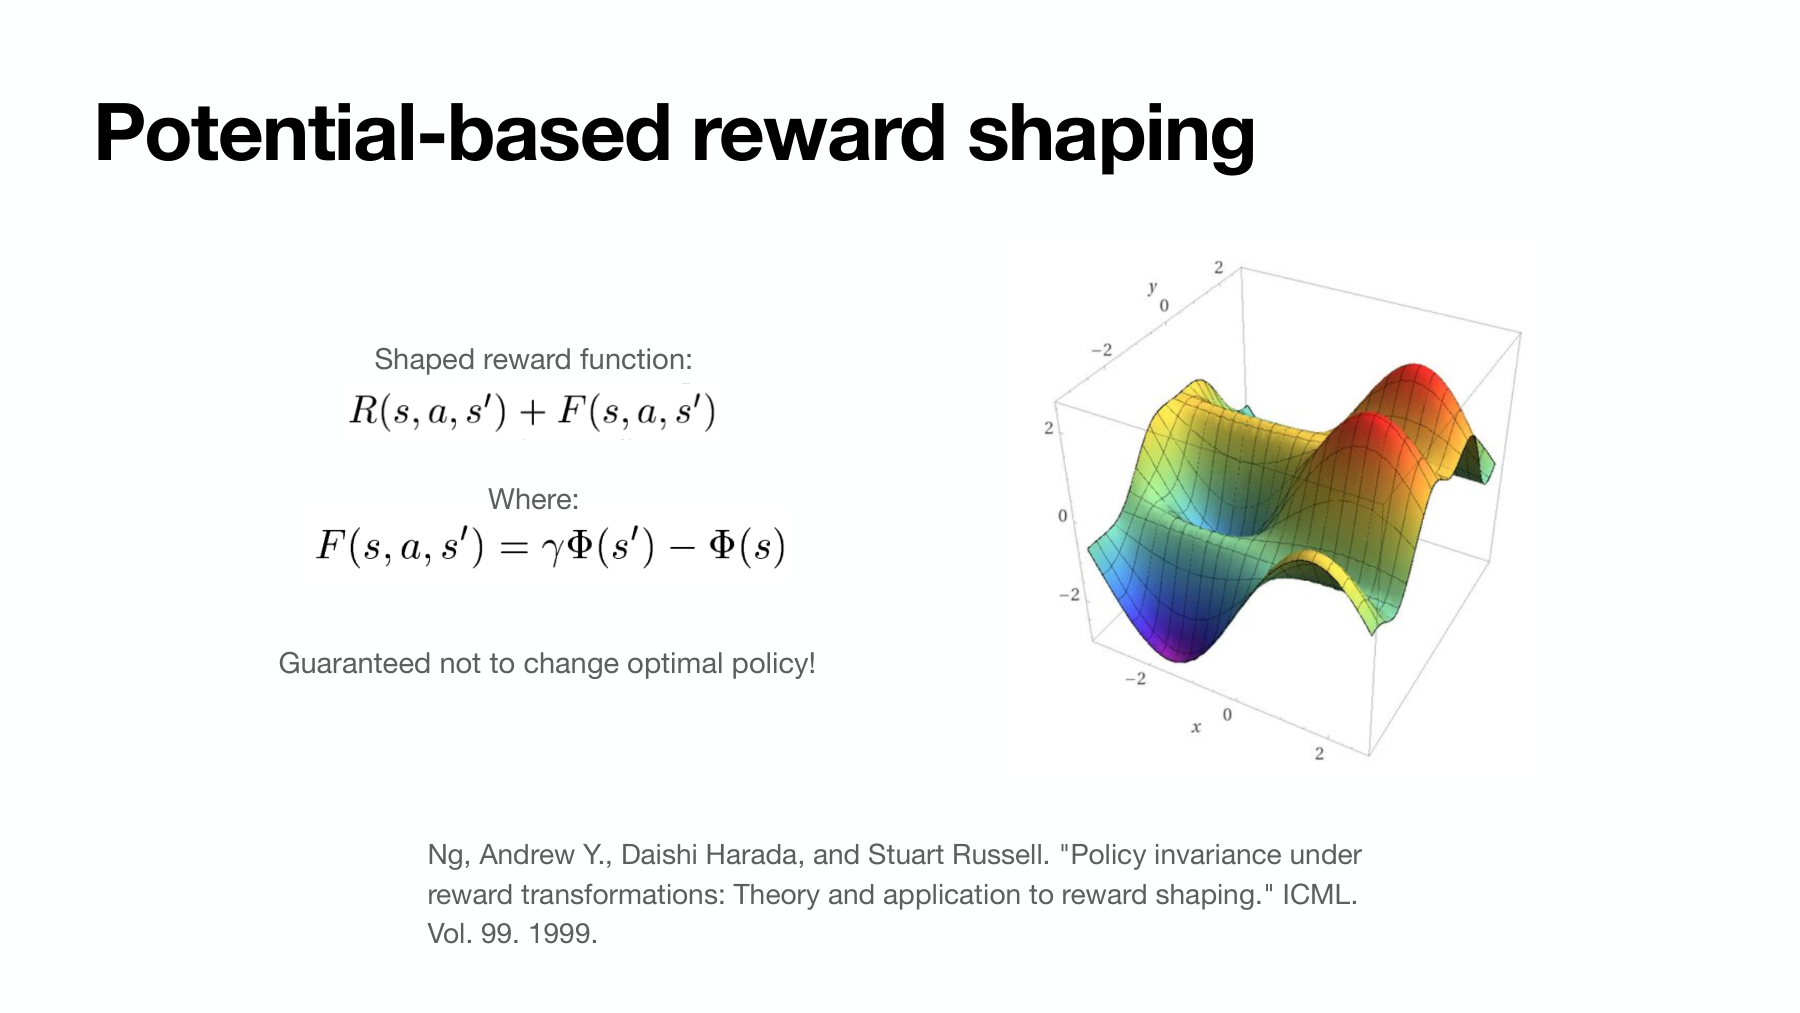 Potential-based reward shaping
Shaped reward function:
R(s, a, s′) + F(s, a, s′)
Where:
F(s, a, s′) = γΦ(s′) − Φ(s)
Guaranteed not to change optimal policy!
2
y
0
−2
2
0
−2
−2
0
x
2
Ng, Andrew Y., Daishi Harada, and Stuart Russell. "Policy invariance under
reward transformations: Theory and application to reward shaping." ICML.
Vol. 99. 1999.